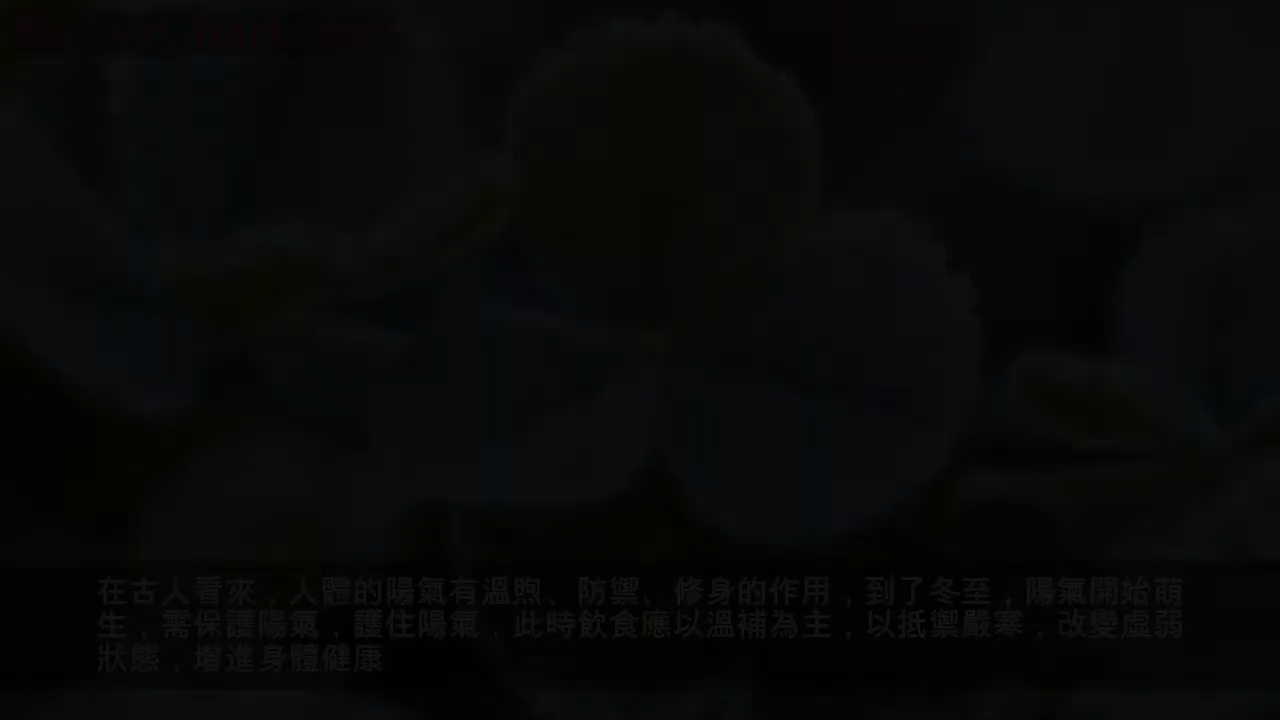 在古人看來，人體的陽氣有溫煦、防禦、修身的作用，到了冬至，陽氣開始萌
生，需保護陽氣，護住陽氣，此時飲食應以溫補為主，以抵禦嚴寒，改變虛弱
狀態，增進身體健康